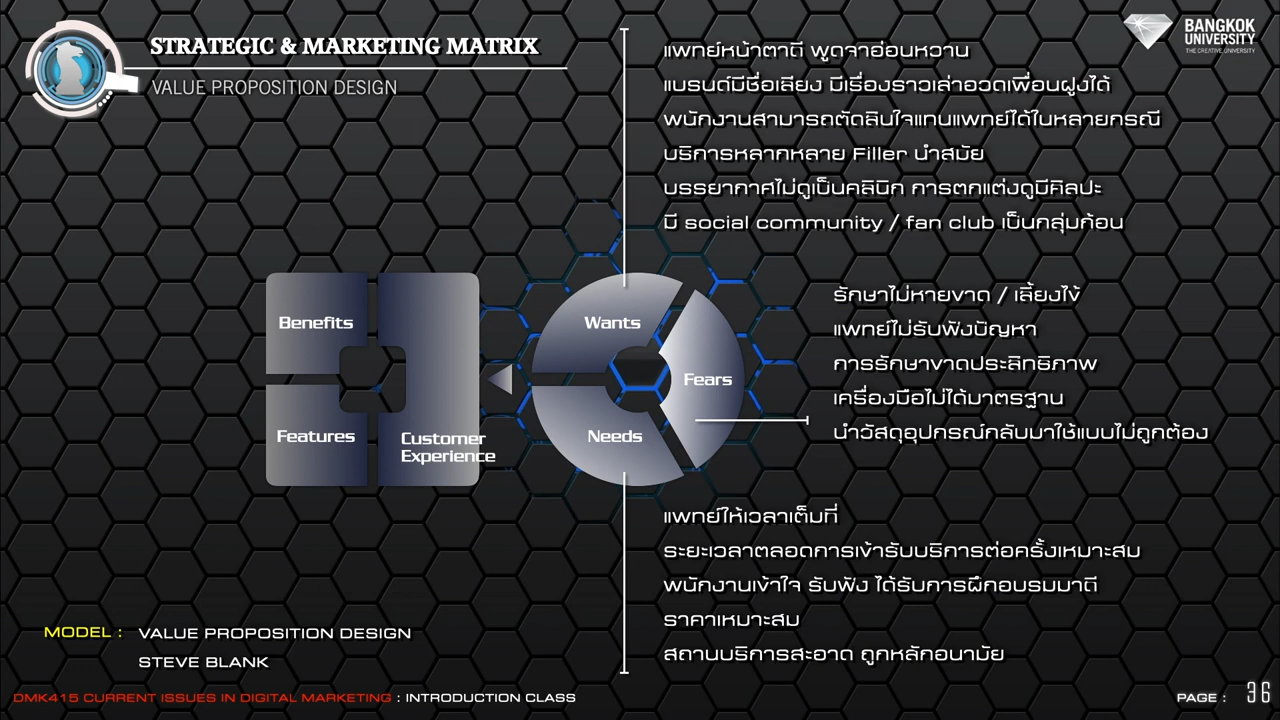 STRATEGIC & MARKETING MATRIX
VALUE PROPOSITION DESIGN
BANGKOK
UNIVERSITY
THE CREATIVE UNIVERSITY
แพทย์หน้าตาดี พูดจาอ่อนหวาน
แบรนด์มีชื่อเสียง มีเรื่องราวเล่าอวดเพื่อนฝูงได้
พนักงานสามารถตัดสินใจแทนแพทย์ได้ในหลายกรณี
บริการหลากหลาย Filler นำสมัย
บรรยากาศไม่ดูเป็นคลินิก การตกแต่งดูมีศิลปะ
มี social community / fan club เป็นกลุ่มก้อน
Benefits
Features
Customer
Experience
Wants
Fears
Needs
รักษาไม่หายขาด / เลี้ยงไข้
แพทย์ไม่รับฟังปัญหา
การรักษาขาดประสิทธิภาพ
เครื่องมือไม่ได้มาตรฐาน
นำวัสดุอุปกรณ์กลับมาใช้แบบไม่ถูกต้อง
แพทย์ให้เวลาเต็มที่
ระยะเวลาตลอดการเข้ารับบริการต่อครั้งเหมาะสม
พนักงานเข้าใจ รับฟัง ได้รับการฝึกอบรมมาดี
ราคาเหมาะสม
สถานบริการสะอาด ถูกหลักอนามัย
MODEL : VALUE PROPOSITION DESIGN
STEVE BLANK
DMK415 CURRENT ISSUES IN DIGITAL MARKETING : INTRODUCTION CLASS
PAGE : 36